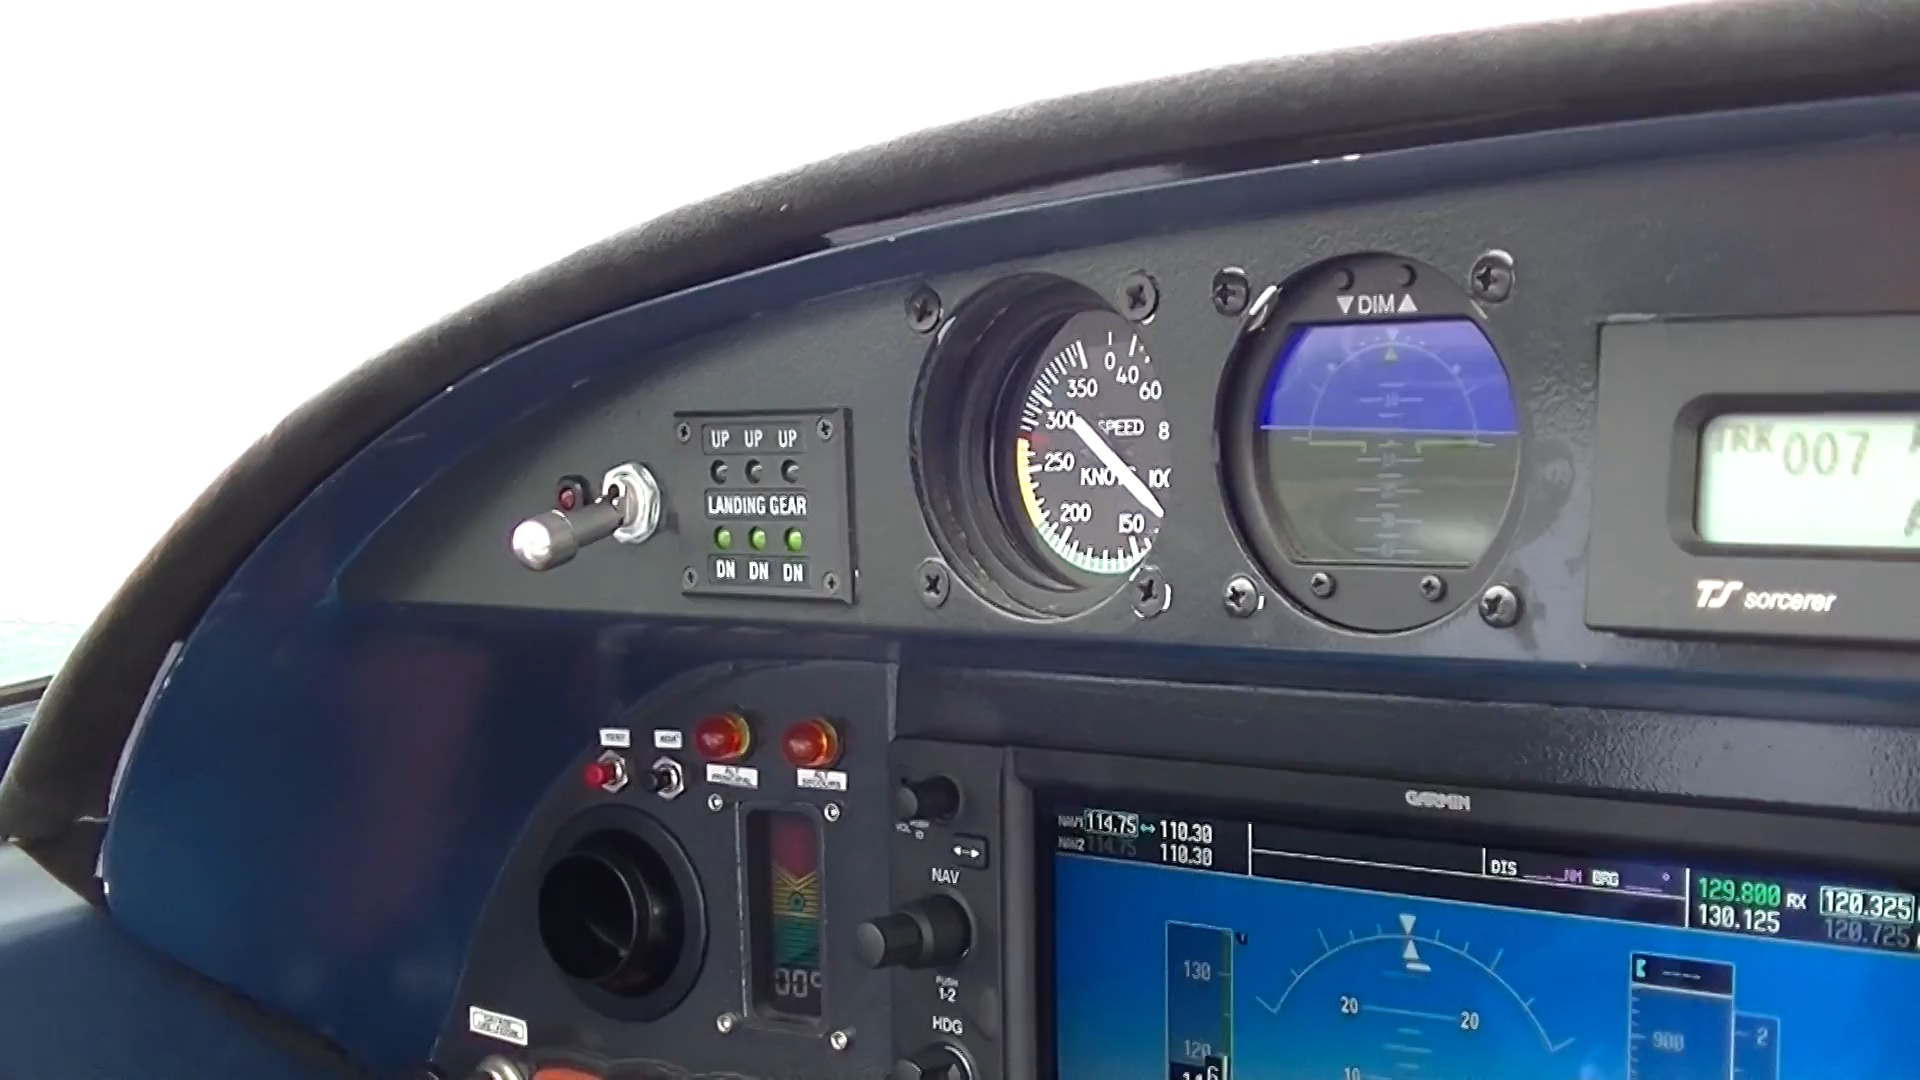 UP UP UP
LANDING GEAR
DN DN DN
0
40
60
8
100
150
200
250
300
350
SPEED
KNOTS
▼DIM▲
TRK 007
TS sorcerer
GARMIN
NAV1 114.75 ↔ 110.30
NAV2 114.75 110.30
DIS ___NM BRG ___°
129.800 RX 120.325
130.125 120.725
NAV
PUSH
1-2
HDG
130
120
20 20
10
900
2